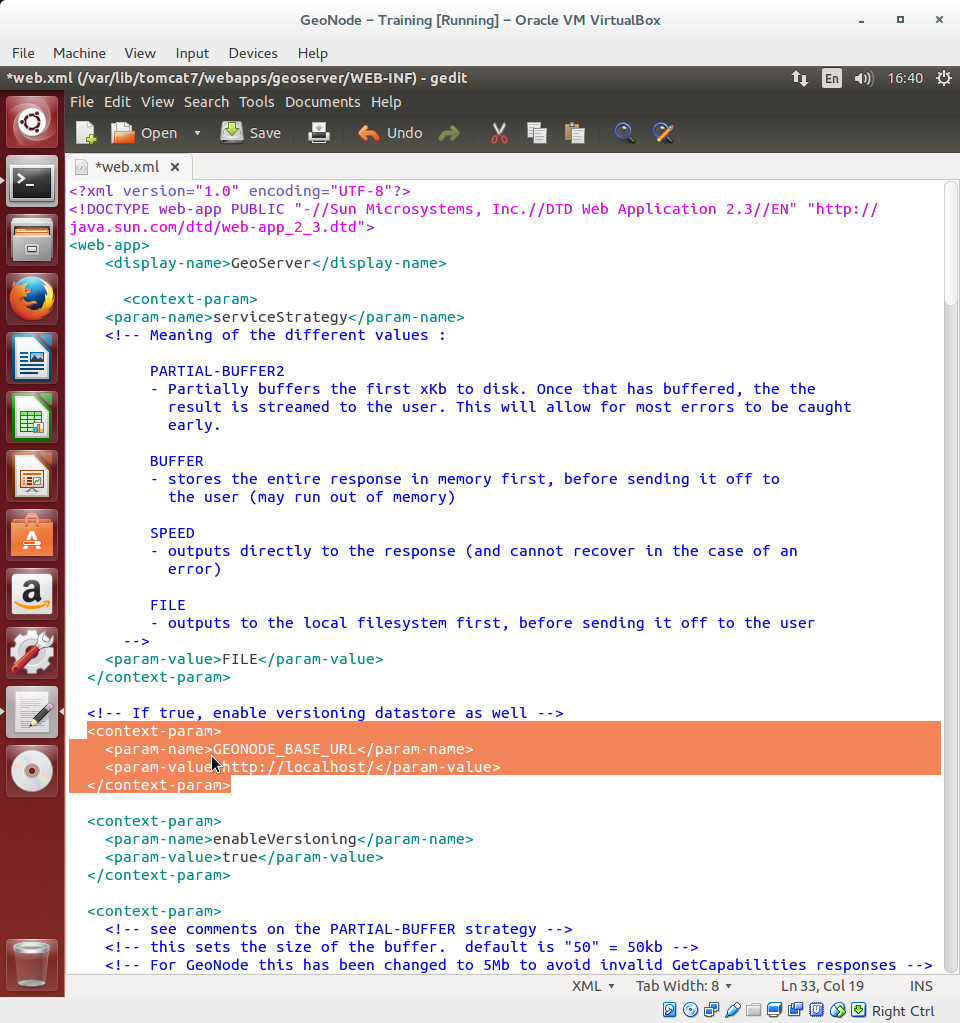 GeoNode – Training [Running] – Oracle VM VirtualBox
File Machine View Input Devices Help
*web.xml (/var/lib/tomcat7/webapps/geoserver/WEB-INF) - gedit En 16:40
File Edit View Search Tools Documents Help
Open Save Undo
*web.xml
<?xml version="1.0" encoding="UTF-8"?>
<!DOCTYPE web-app PUBLIC "-//Sun Microsystems, Inc.//DTD Web Application 2.3//EN" "http://
java.sun.com/dtd/web-app_2_3.dtd">
<web-app>
<display-name>GeoServer</display-name>
<context-param>
<param-name>serviceStrategy</param-name>
<!-- Meaning of the different values :
PARTIAL-BUFFER2
- Partially buffers the first xKb to disk. Once that has buffered, the the
result is streamed to the user. This will allow for most errors to be caught
early.
BUFFER
- stores the entire response in memory first, before sending it off to
the user (may run out of memory)
SPEED
- outputs directly to the response (and cannot recover in the case of an
error)
FILE
- outputs to the local filesystem first, before sending it off to the user
-->
<param-value>FILE</param-value>
</context-param>
<!-- If true, enable versioning datastore as well -->
<context-param>
<param-name>GEONODE_BASE_URL</param-name>
<param-value>http://localhost/</param-value>
</context-param>
<context-param>
<param-name>enableVersioning</param-name>
<param-value>true</param-value>
</context-param>
<context-param>
<!-- see comments on the PARTIAL-BUFFER strategy -->
<!-- this sets the size of the buffer.  default is "50" = 50kb -->
<!-- For GeoNode this has been changed to 5Mb to avoid invalid GetCapabilities responses -->
XML Tab Width: 8 Ln 33, Col 19 INS
Right Ctrl